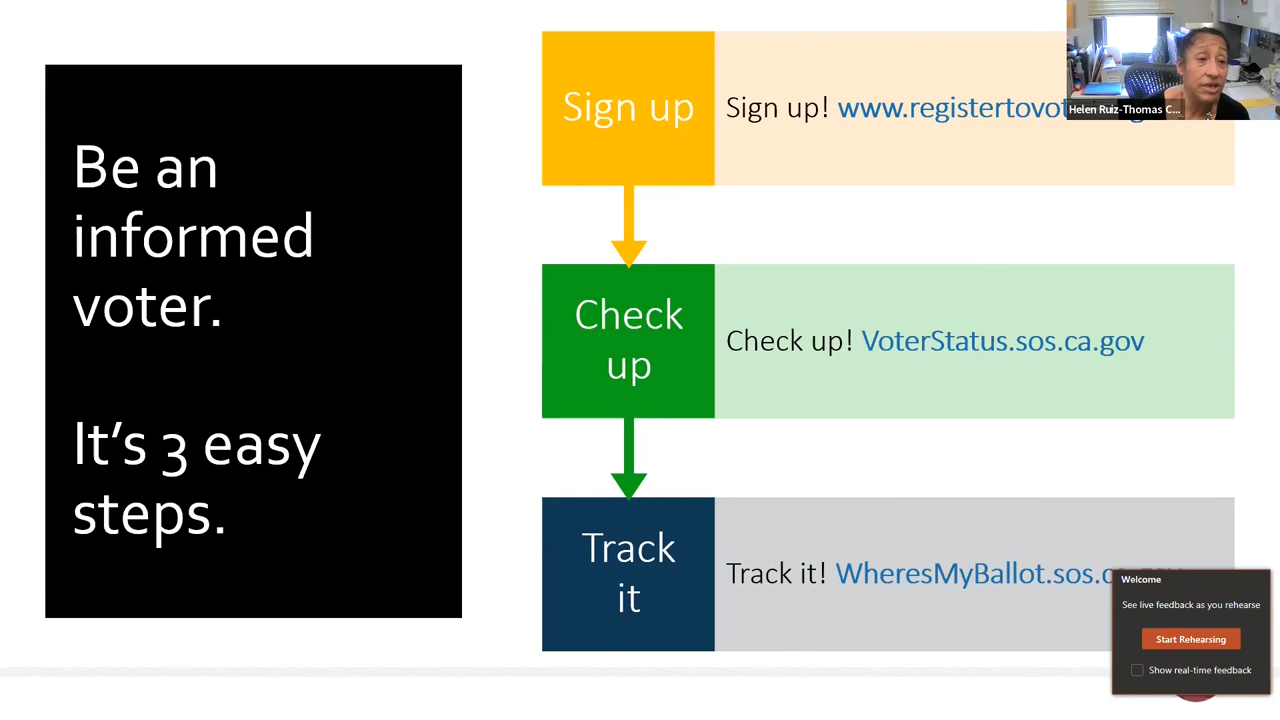 Be an
informed
voter.
It's 3 easy
steps.
Sign up
Sign up! www.registertovot
Helen Ruiz-Thomas C...
Check
up
Check up! VoterStatus.sos.ca.gov
Track
it
Track it! WheresMyBallot.sos.
Welcome
See live feedback as you rehearse
Start Rehearsing
Show real-time feedback